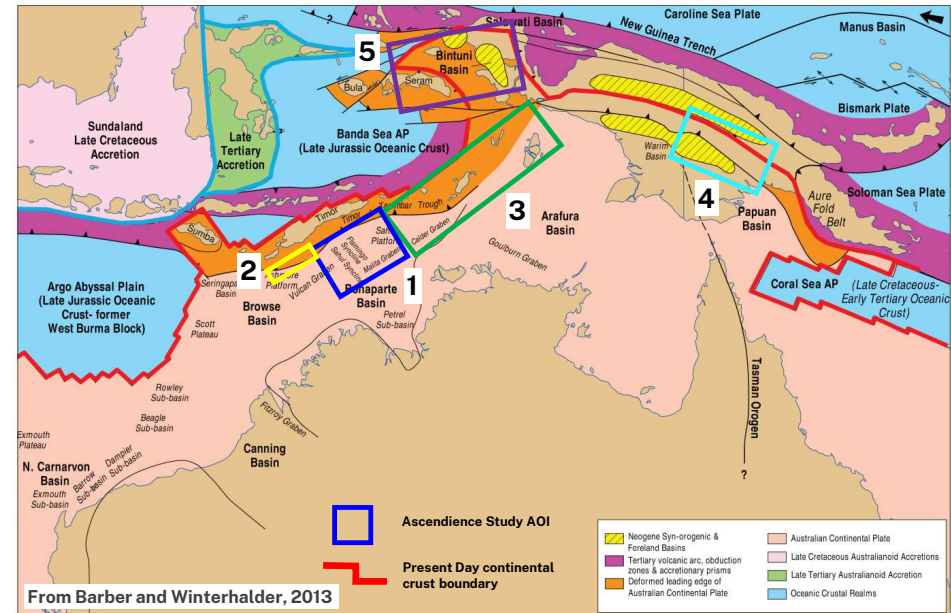 Caroline Sea Plate
Manus Basin
?
Salawati Basin
New Guinea Trench
5
Bintuni
Basin
Bula
Seram
Bismark Plate
Sundaland
Late Cretaceous
Accretion
Late
Tertiary
Accretion
Banda Sea AP
(Late Jurassic Oceanic
Crust)
Warim
Basin
4
Soloman Sea Plate
Timor
Timor
Trough
3
Arafura
Basin
Papuan
Basin
Aure
Fold
Belt
Sumba
2
Platform
Flamingo
Syncline
Sahul Syncline
Platform
Malita Graben
Calder Graben
Goulburn Graben
1
Seringapatam
Basin
Vulcan Graben
Bonaparte
Basin
Argo Abyssal Plain
(Late Jurassic Oceanic
Crust- former
West Burma Block)
Browse
Basin
Petrel
Sub-basin
Coral Sea AP
(Late Cretaceous-
Early Tertiary Oceanic
Crust)
Scott
Plateau
Tasman Orogen
Rowley
Sub-basin
Beagle
Sub-basin
Fitzroy Graben
Exmouth
Plateau
Canning
Basin
?
N. Carnarvon
Basin
Dampier
Sub-basin
Barrow
Sub-basin
Exmouth
Sub-basin
Ascendience Study AOI
Present Day continental
crust boundary
Neogene Syn-orogenic &
Foreland Basins
Tertiary volcanic arc, obduction
zones & accretionary prisms
Deformed leading edge of
Australian Continental Plate
Australian Continental Plate
Late Cretaceous Australianoid Accretions
Late Tertiary Australianoid Accretion
Oceanic Crustal Realms
From Barber and Winterhalder, 2013